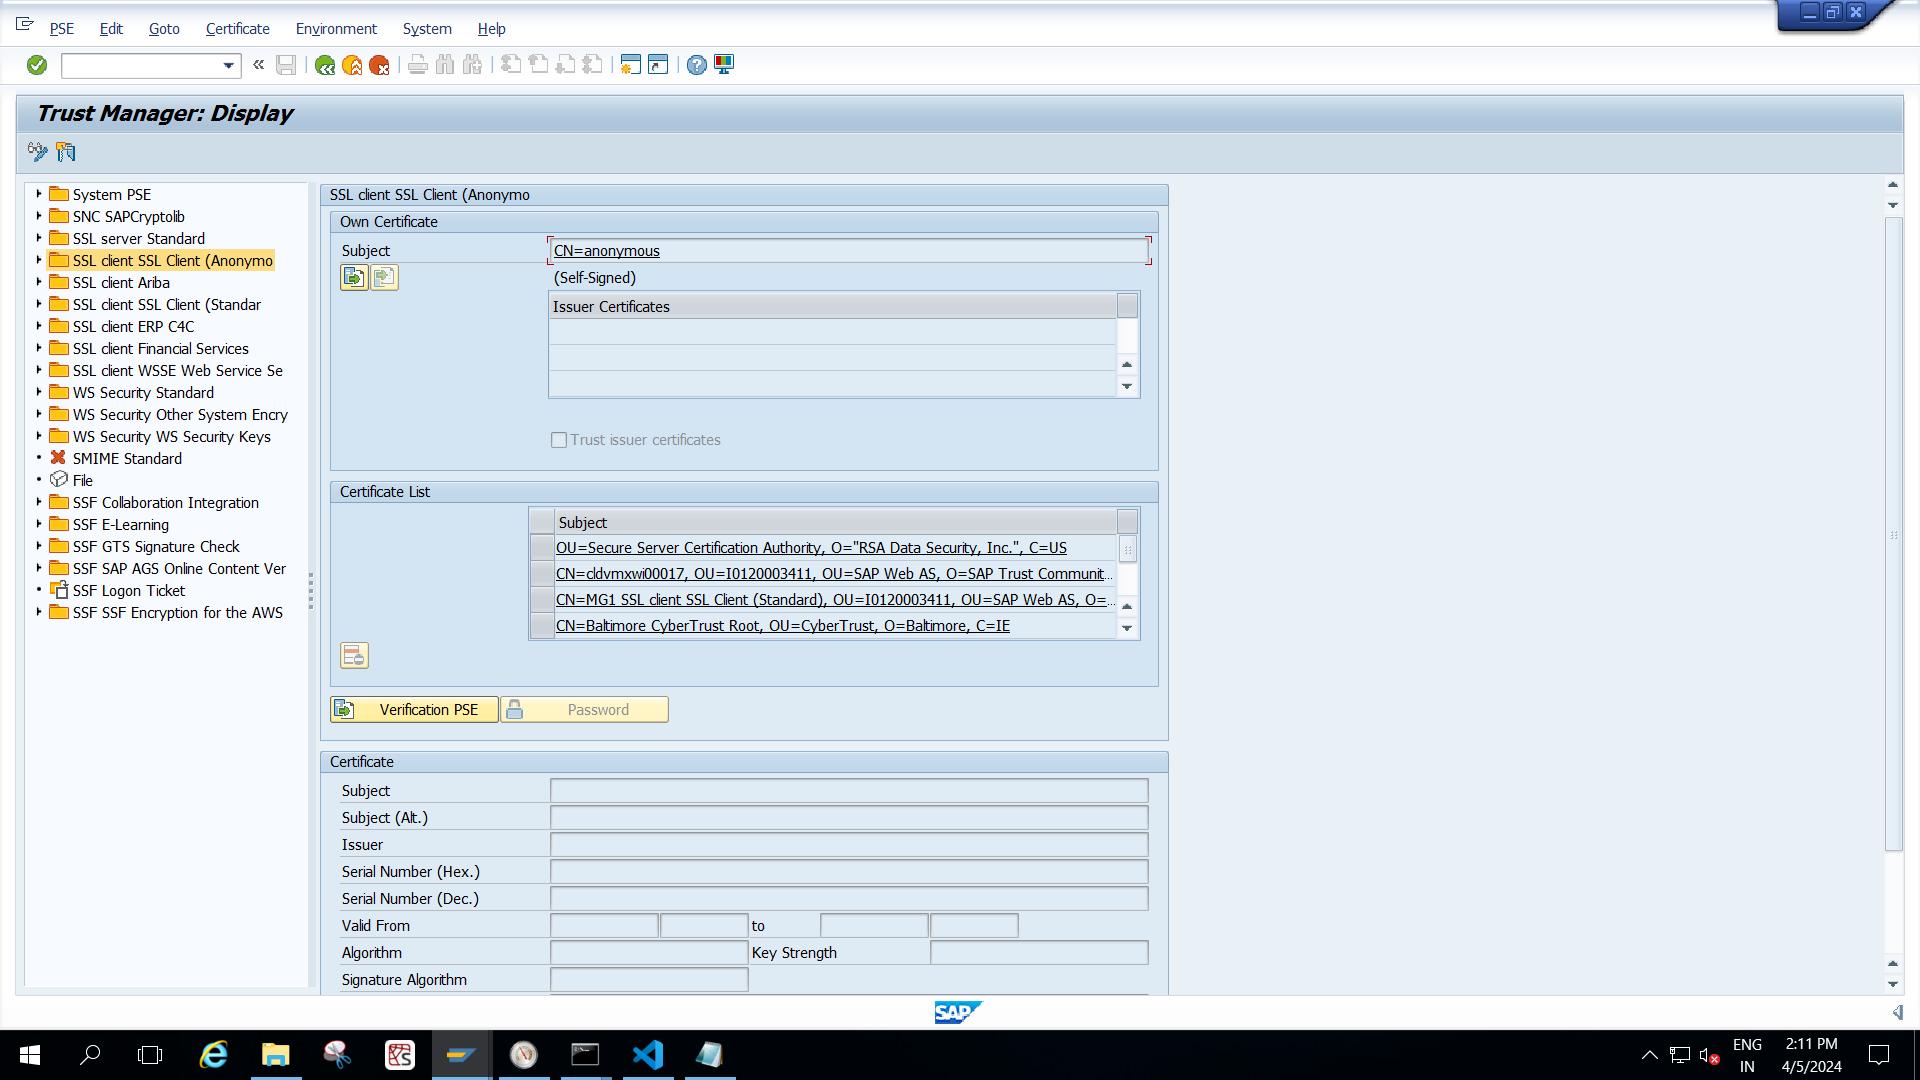 PSE Edit Goto Certificate Environment System Help
Trust Manager: Display
System PSE
SNC SAPCryptolib
SSL server Standard
SSL client SSL Client (Anonymo
SSL client Ariba
SSL client SSL Client (Standar
SSL client ERP C4C
SSL client Financial Services
SSL client WSSE Web Service Se
WS Security Standard
WS Security Other System Encry
WS Security WS Security Keys
SMIME Standard
File
SSF Collaboration Integration
SSF E-Learning
SSF GTS Signature Check
SSF SAP AGS Online Content Ver
SSF Logon Ticket
SSF SSF Encryption for the AWS
SSL client SSL Client (Anonymo
Own Certificate
Subject CN=anonymous
(Self-Signed)
Issuer Certificates
Trust issuer certificates
Certificate List
Subject
OU=Secure Server Certification Authority, O="RSA Data Security, Inc.", C=US
CN=cldvmxwi00017, OU=I0120003411, OU=SAP Web AS, O=SAP Trust Communit...
CN=MG1 SSL client SSL Client (Standard), OU=I0120003411, OU=SAP Web AS, O=...
CN=Baltimore CyberTrust Root, OU=CyberTrust, O=Baltimore, C=IE
Verification PSE Password
Certificate
Subject
Subject (Alt.)
Issuer
Serial Number (Hex.)
Serial Number (Dec.)
Valid From to
Algorithm Key Strength
Signature Algorithm
SAP
ENG 2:11 PM
IN 4/5/2024